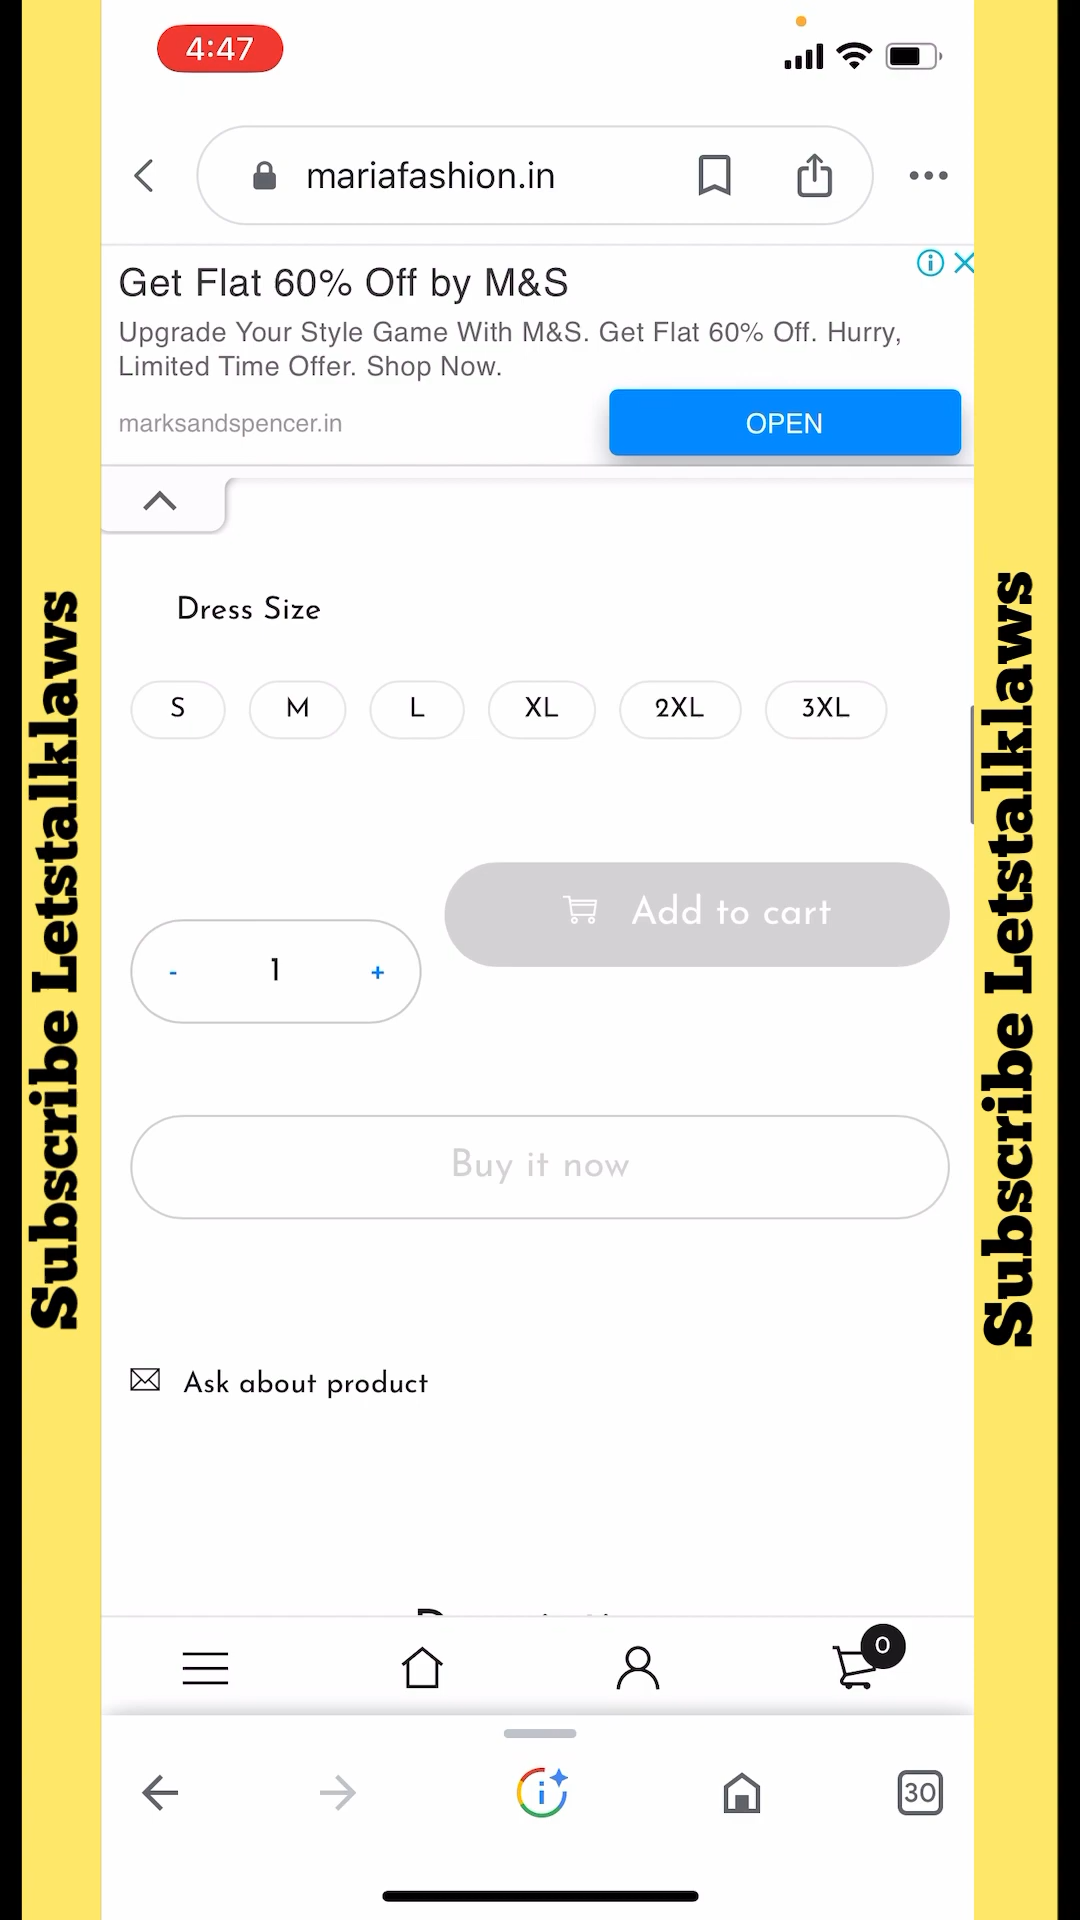 4:47
mariafashion.in
Get Flat 60% Off by M&S
Upgrade Your Style Game With M&S. Get Flat 60% Off. Hurry,
Limited Time Offer. Shop Now.
marksandspencer.in
OPEN
Dress Size
S M L XL 2XL 3XL
Add to cart
- 1 +
Buy it now
Ask about product
0
30
Subscribe Letstalklaws
Subscribe Letstalklaws